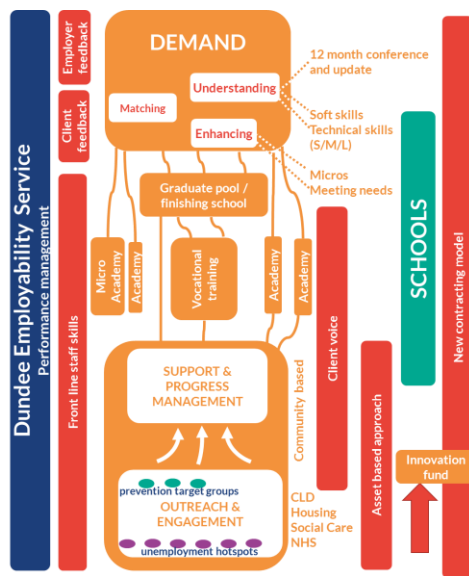 Dundee Employability Service
Performance management
Employer
feedback
Client
feedback
Front line staff skills
DEMAND
Understanding
Matching
Enhancing
12 month conference
and update
Soft skills
Technical skills
(S/M/L)
Micros
Meeting needs
Graduate pool /
finishing school
Micro
Academy
Academy
Vocational
training
Academy
Academy
SUPPORT &
PROGRESS
MANAGEMENT
Community based
prevention target groups
OUTREACH &
ENGAGEMENT
unemployment hotspots
CLD
Housing
Social Care
NHS
Client voice
Asset based approach
SCHOOLS
Innovation
fund
New contracting model